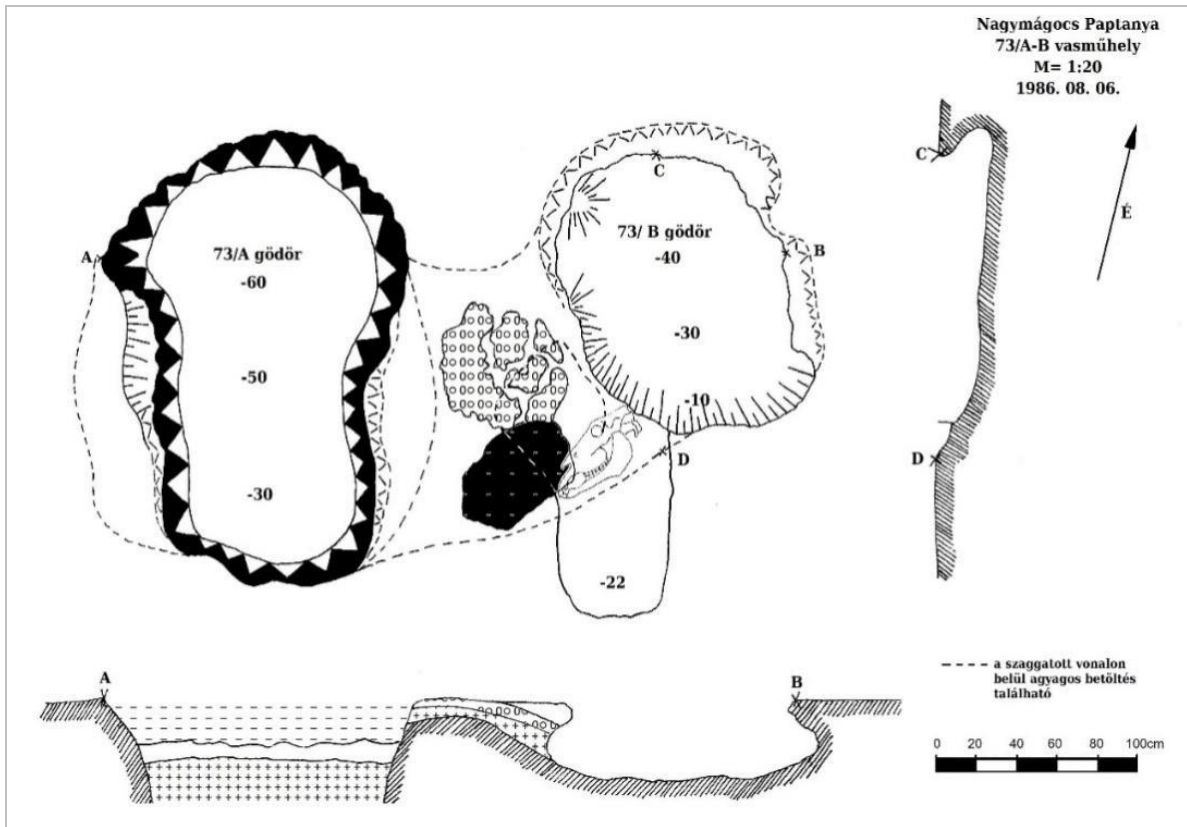 Nagymágocs Paptanya
73/A-B vasműhely
M= 1:20
1986. 08. 06.
C
É
C
A
73/A gödör
-60
73/ B gödör
-40
B
-50
-30
-10
D
D
-30
-22
A
B
a szaggatott vonalon
belül agyagos betöltés
található
0 20 40 60 80 100cm